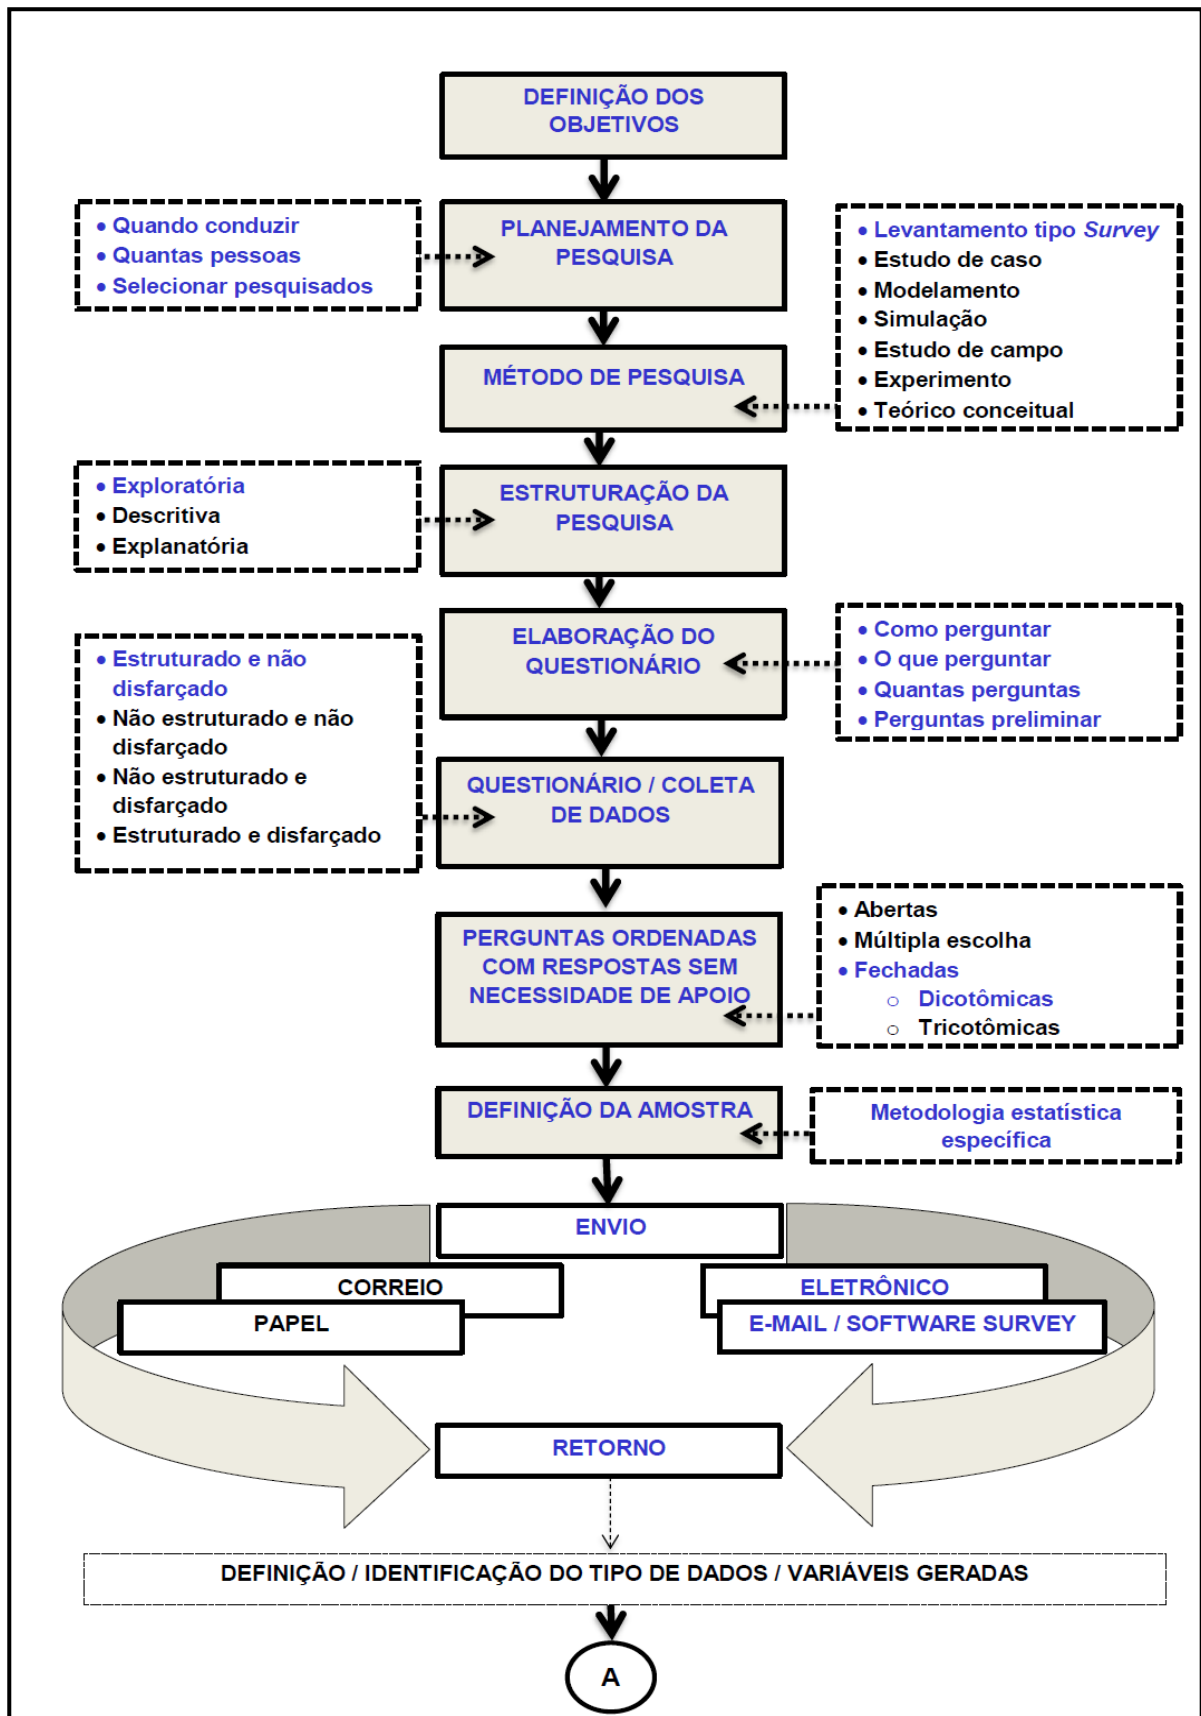 DEFINIÇÃO DOS
OBJETIVOS
• Quando conduzir
• Quantas pessoas
• Selecionar pesquisados
PLANEJAMENTO DA
PESQUISA
• Levantamento tipo Survey
• Estudo de caso
• Modelamento
• Simulação
• Estudo de campo
• Experimento
• Teórico conceitual
MÉTODO DE PESQUISA
• Exploratória
• Descritiva
• Explanatória
ESTRUTURAÇÃO DA
PESQUISA
ELABORAÇÃO DO
QUESTIONÁRIO
• Como perguntar
• O que perguntar
• Quantas perguntas
• Perguntas preliminar
• Estruturado e não
disfarçado
• Não estruturado e não
disfarçado
• Não estruturado e
disfarçado
• Estruturado e disfarçado
QUESTIONÁRIO / COLETA
DE DADOS
PERGUNTAS ORDENADAS
COM RESPOSTAS SEM
NECESSIDADE DE APOIO
• Abertas
• Múltipla escolha
• Fechadas
o Dicotômicas
o Tricotômicas
DEFINIÇÃO DA AMOSTRA
Metodologia estatística
específica
ENVIO
CORREIO
PAPEL
ELETRÔNICO
E-MAIL / SOFTWARE SURVEY
RETORNO
DEFINIÇÃO / IDENTIFICAÇÃO DO TIPO DE DADOS / VARIÁVEIS GERADAS
A